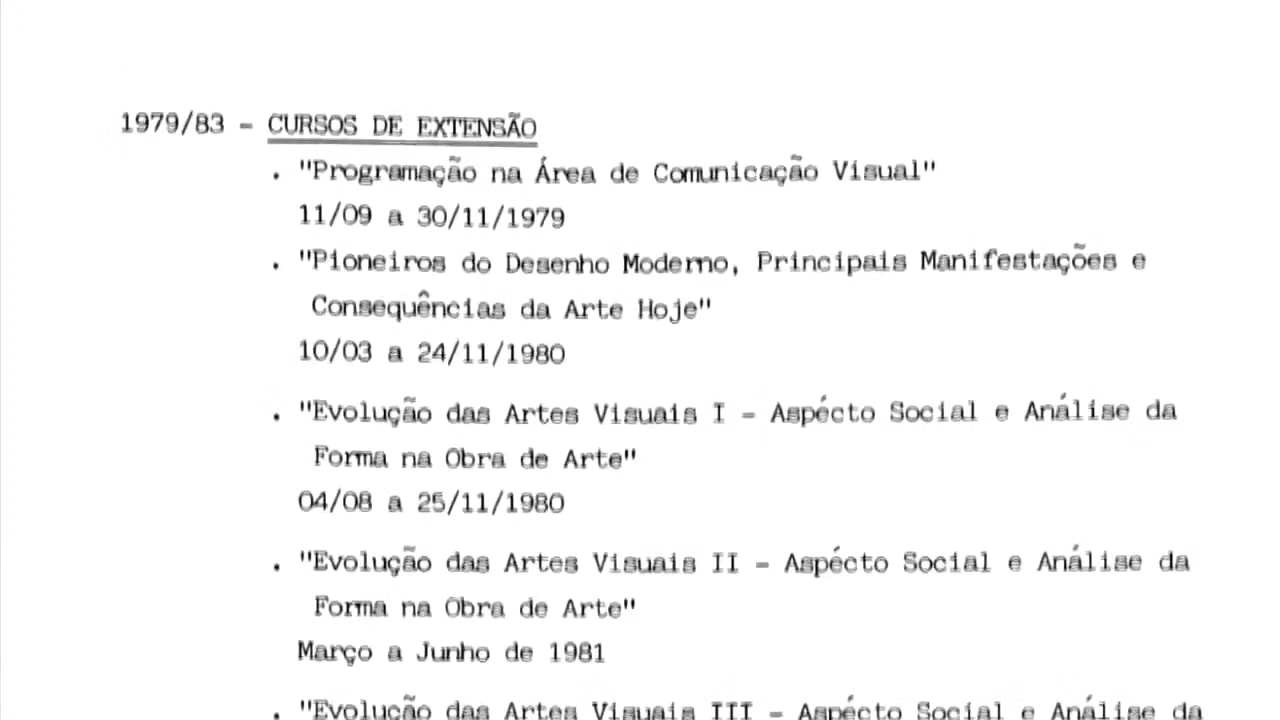 1979/83 - CURSOS DE EXTENSÃO
. "Programação na Área de Comunicação Visual"
11/09 a 30/11/1979
. "Pioneiros do Desenho Moderno, Principais Manifestações e
Consequências da Arte Hoje"
10/03 a 24/11/1980
. "Evolução das Artes Visuais I - Aspécto Social e Análise da
Forma na Obra de Arte"
04/08 a 25/11/1980
. "Evolução das Artes Visuais II - Aspécto Social e Análise da
Forma na Obra de Arte"
Março a Junho de 1981
. "Evolução das Artes Visuais III - Aspécto Social e Análise da